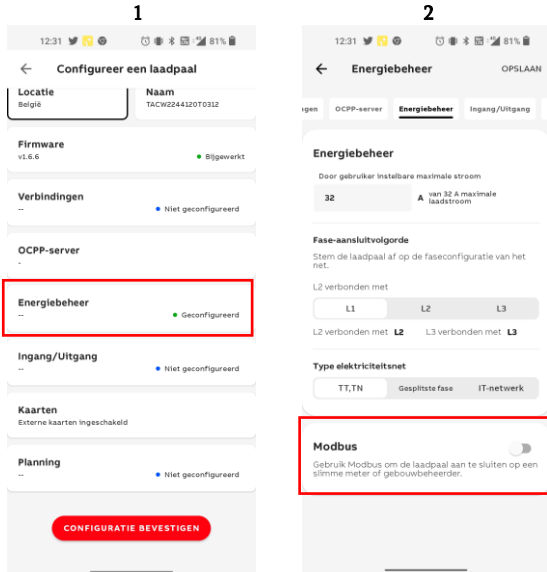 1
12:31 81%
Configureer een laadpaal
Locatie
België
Naam
TACW2244120T0312
Firmware
v1.6.6
Bijgewerkt
Verbindingen
--
Niet geconfigureerd
OCPP-server
-
Energiebeheer
--
Geconfigureerd
Ingang/Uitgang
--
Niet geconfigureerd
Kaarten
Externe kaarten ingeschakeld
Planning
--
Niet geconfigureerd
CONFIGURATIE BEVESTIGEN
2
12:31 81%
Energiebeheer OPSLAAN
gen OCPP-server Energiebeheer Ingang/Uitgang
Energiebeheer
Door gebruiker instelbare maximale stroom
32 A van 32 A maximale
laadstroom
Fase-aansluitvolgorde
Stem de laadpaal af op de faseconfiguratie van het
net.
L2 verbonden met
L1 L2 L3
L2 verbonden met L2 L3 verbonden met L3
Type elektriciteitsnet
TT,TN Gesplitste fase IT-netwerk
Modbus
Gebruik Modbus om de laadpaal aan te sluiten op een
slimme meter of gebouwbeheerder.